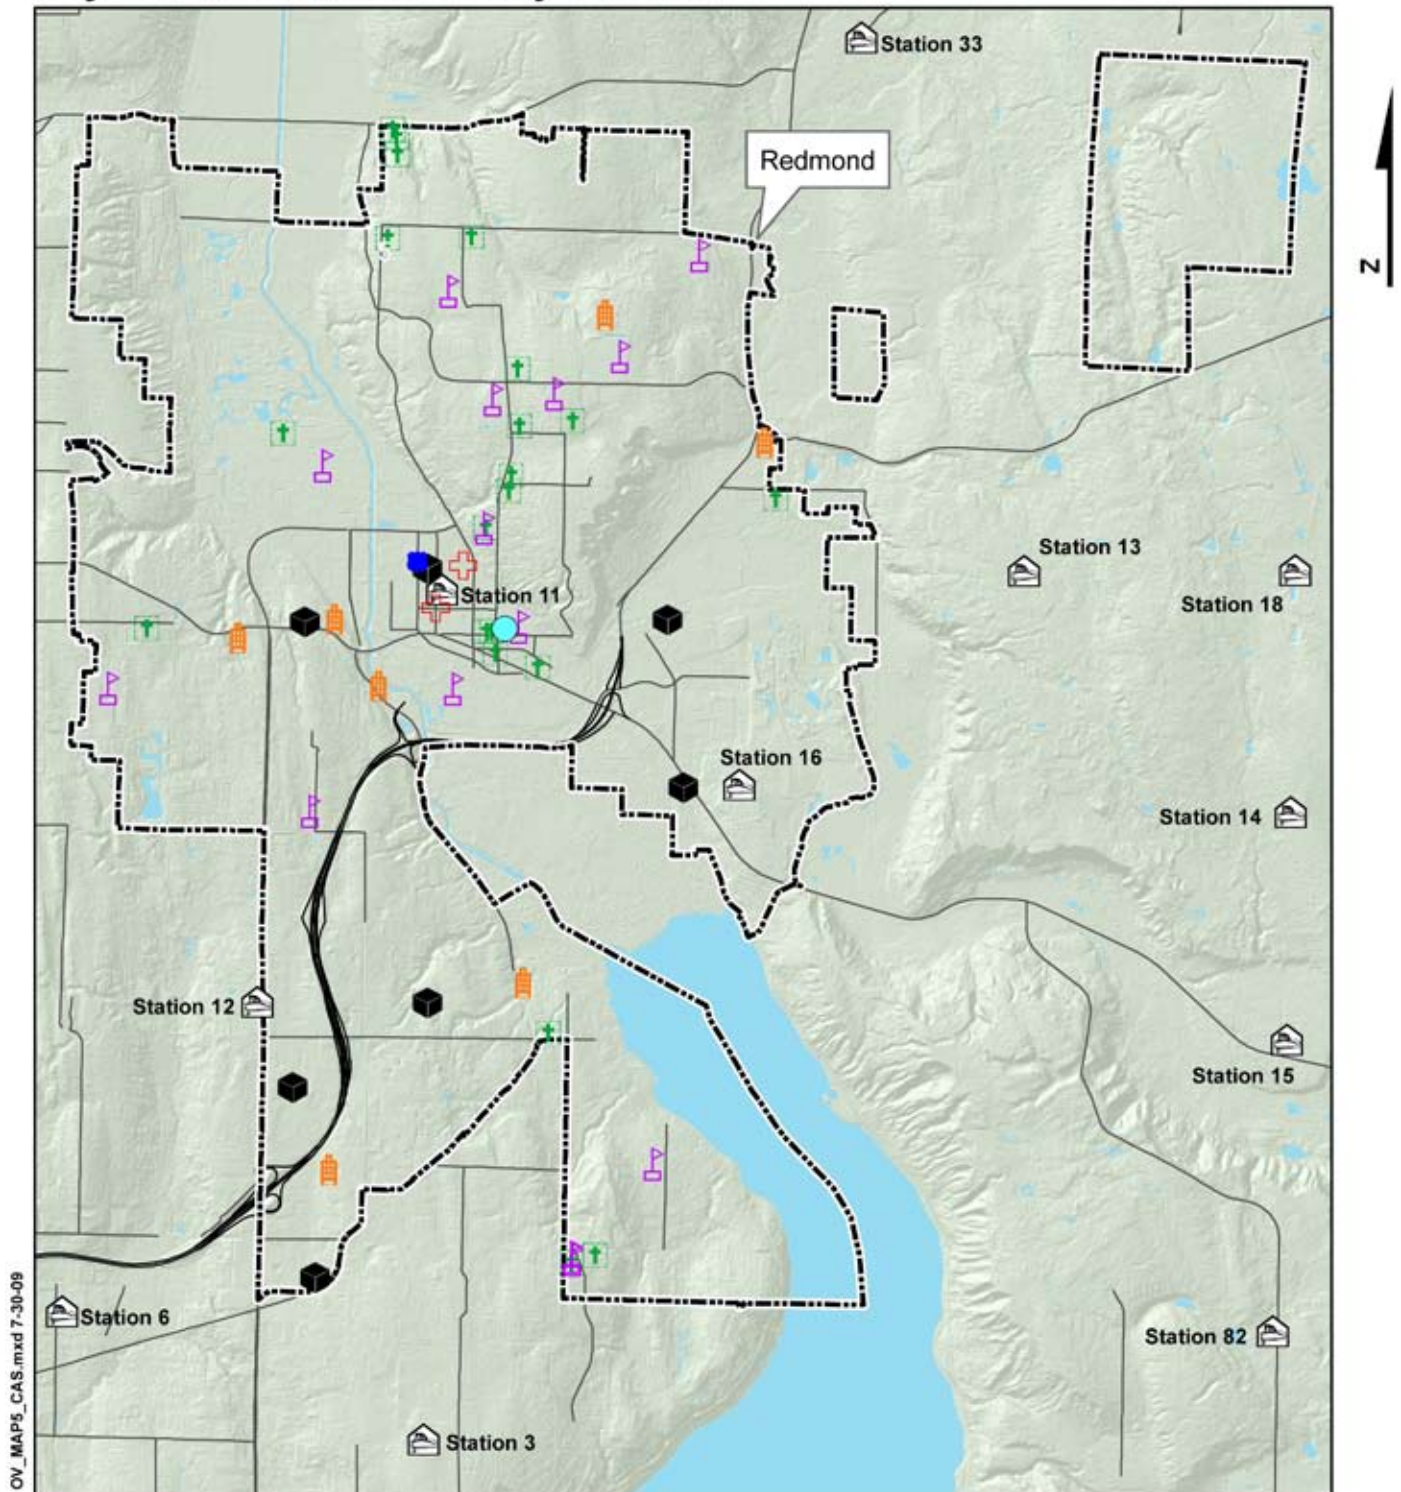 Station 33
Redmond
Station 13
Station 11
Station 18
Station 16
Station 14
Station 12
Station 15
Station 6
Station 82
Station 3
N
OV_MAP5_CAS.mxd 7-30-09